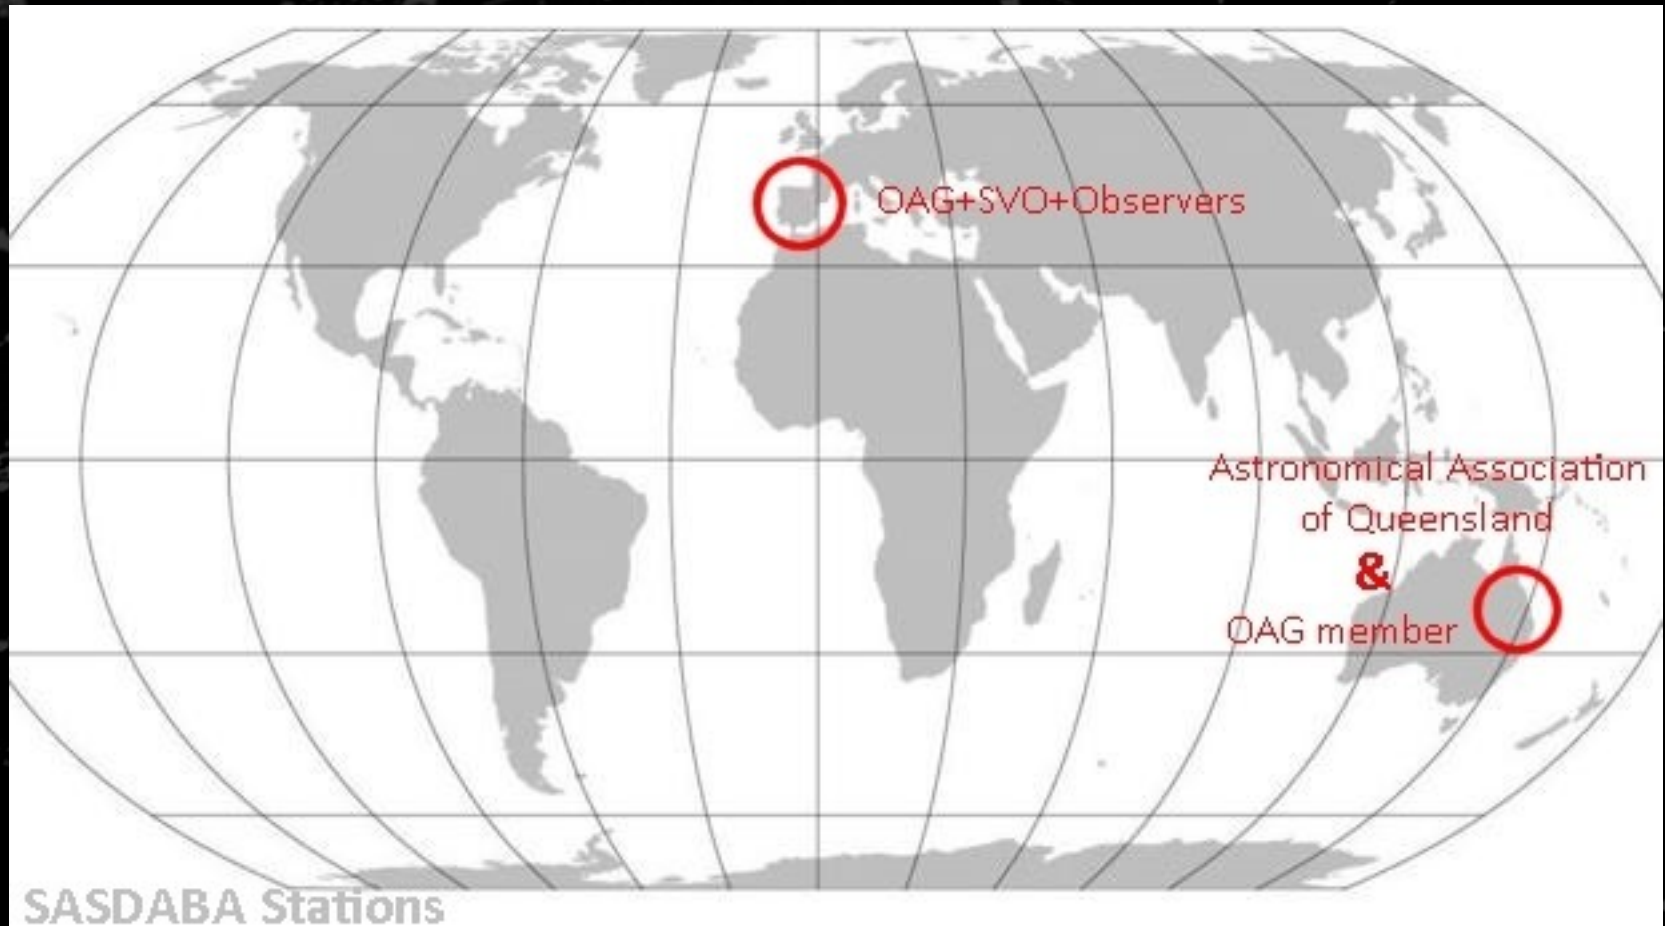 OAG+SVO+Observers
Astronomical Association
of Queensland
&
OAG member
SASDABA Stations